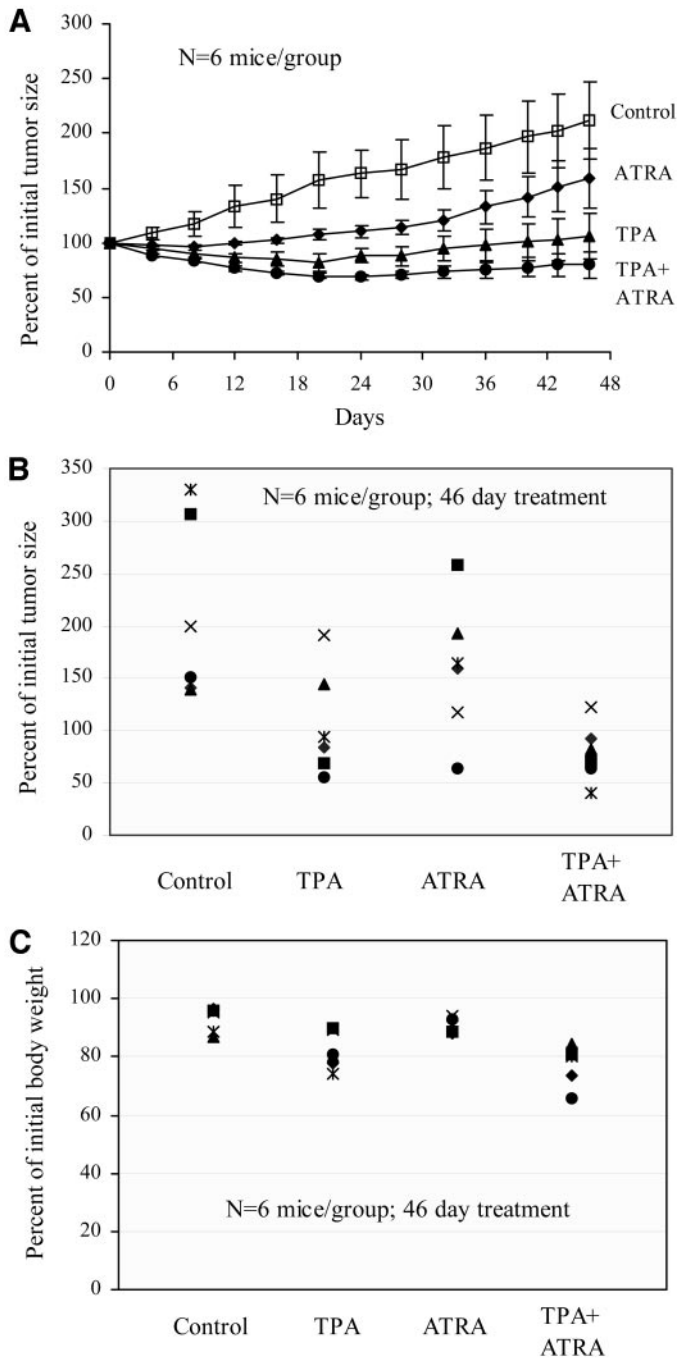 A
N=6 mice/group
Percent of initial tumor size
300
250
200
150
100
50
0
0 6 12 18 24 30 36 42 48
Days
Control
ATRA
TPA
TPA+
ATRA
B
N=6 mice/group; 46 day treatment
Percent of initial tumor size
350
300
250
200
150
100
50
0
Control TPA ATRA TPA+
ATRA
C
Percent of initial body weight
120
100
80
60
40
20
0
N=6 mice/group; 46 day treatment
Control TPA ATRA TPA+
ATRA